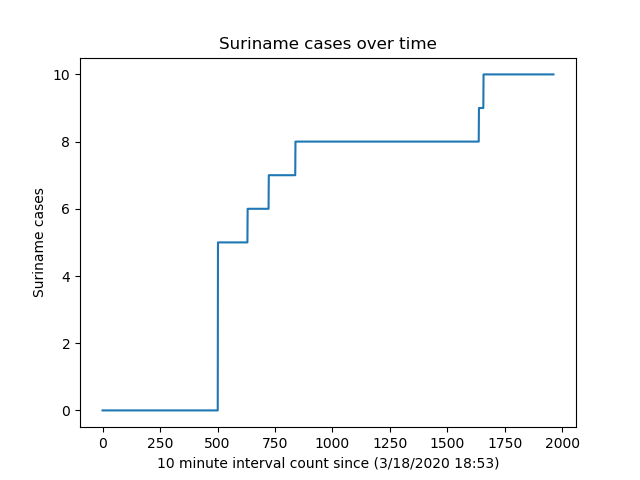 Suriname cases over time
10
8
6
4
2
0
Suriname cases
0 250 500 750 1000 1250 1500 1750 2000
10 minute interval count since (3/18/2020 18:53)